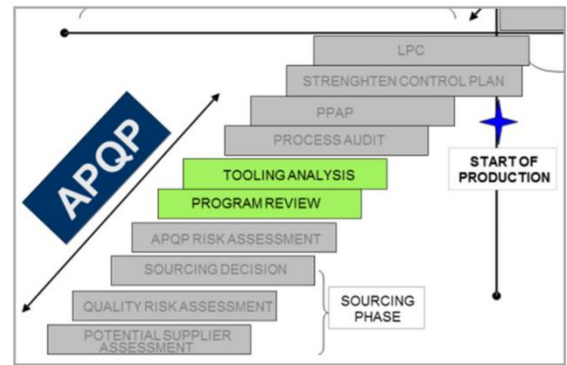 LPC
STRENGHTEN CONTROL PLAN
PPAP
PROCESS AUDIT
APQP
TOOLING ANALYSIS
START OF
PRODUCTION
PROGRAM REVIEW
APQP RISK ASSESSMENT
SOURCING DECISION
QUALITY RISK ASSESSMENT
SOURCING
PHASE
POTENTIAL SUPPLIER
ASSESSMENT